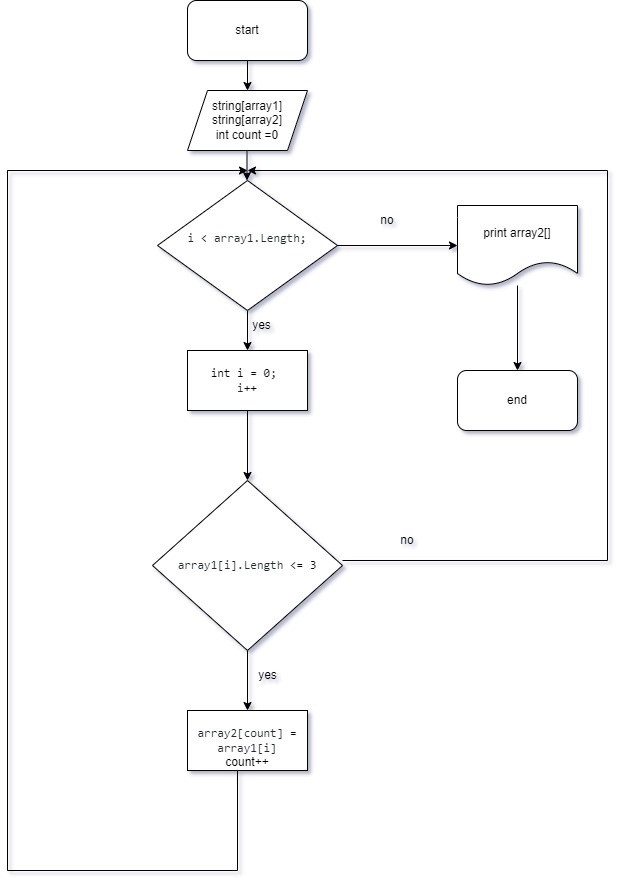 start
string[array1]
string[array2]
int count =0
i < array1.Length;
no
print array2[]
yes
int i = 0;
i++
end
array1[i].Length <= 3
no
yes
array2[count] =
array1[i]
count++